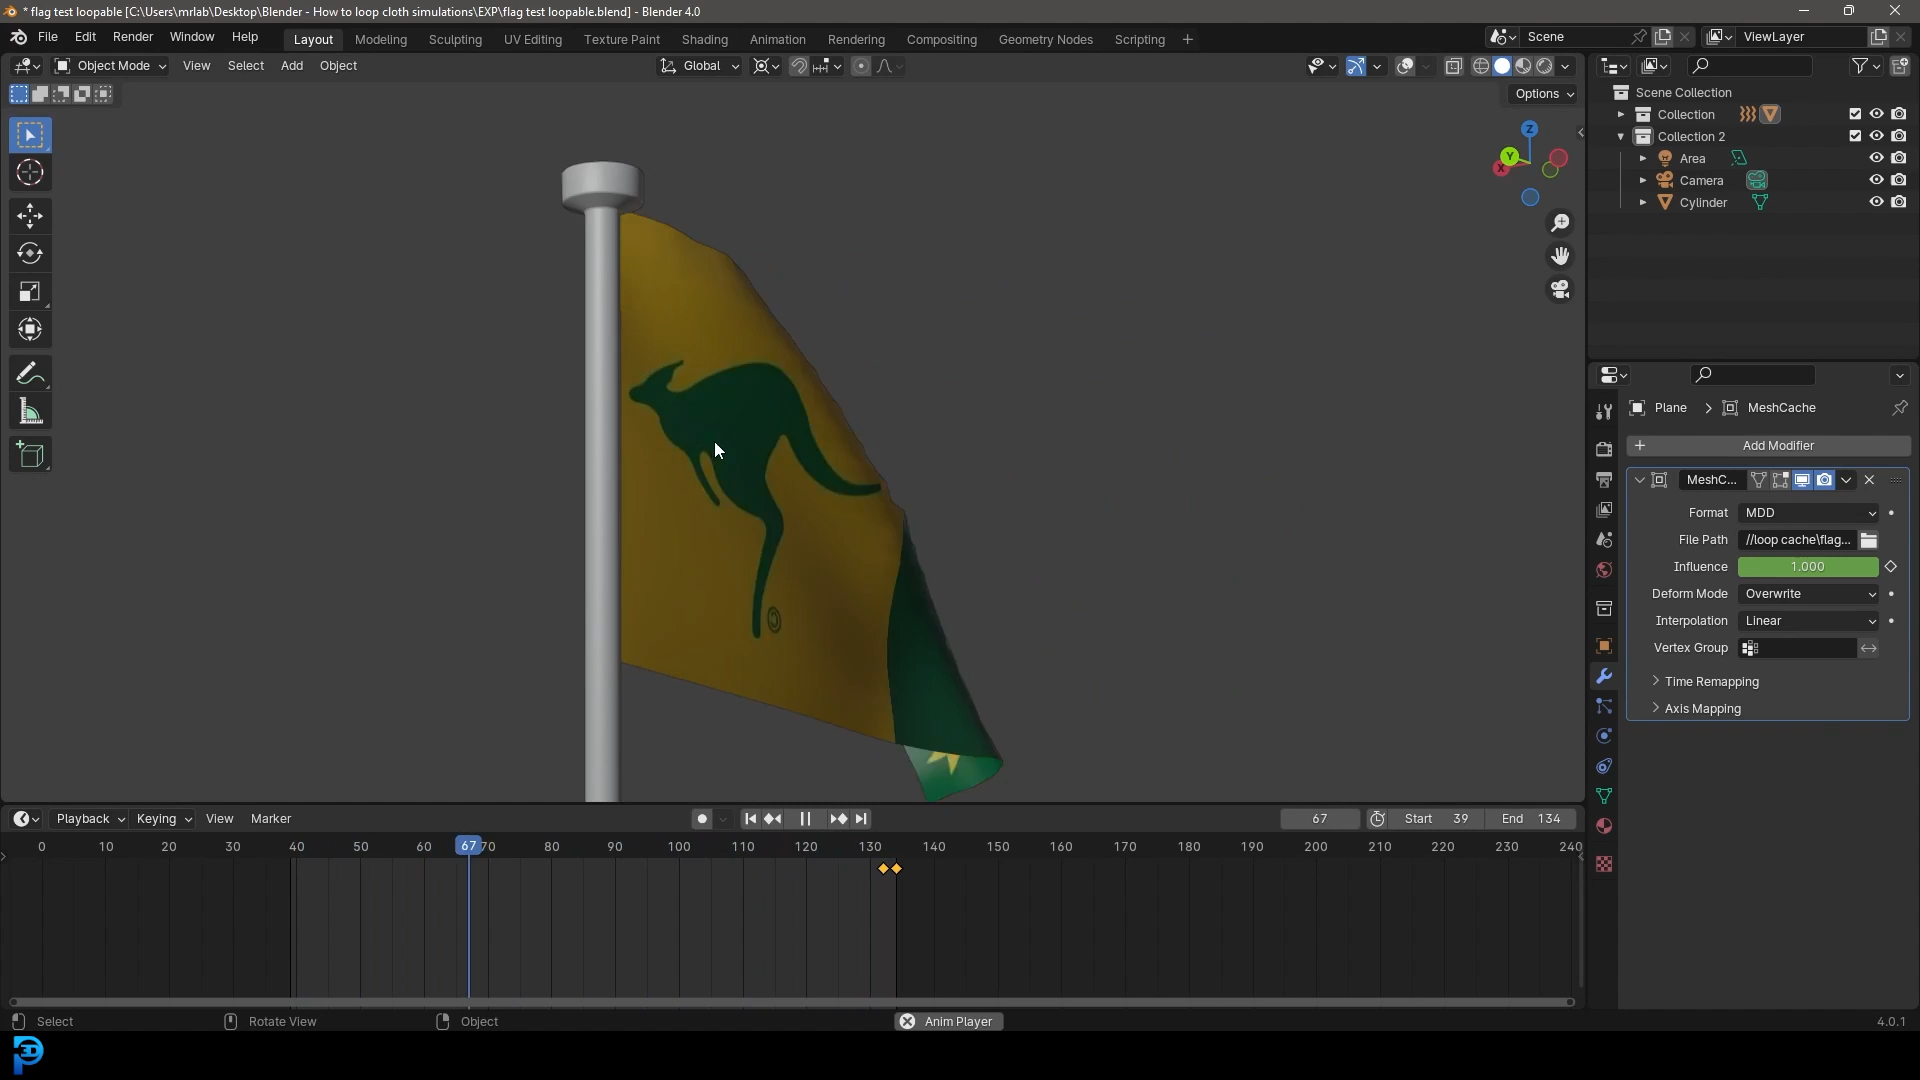 * flag test loopable [C:\Users\mrlab\Desktop\Blender - How to loop cloth simulations\EXP\flag test loopable.blend] - Blender 4.0
File Edit Render Window Help Layout Modeling Sculpting UV Editing Texture Paint Shading Animation Rendering Compositing Geometry Nodes Scripting + Scene ViewLayer
Object Mode View Select Add Object Global
Options
Scene Collection
Collection
Collection 2
Area
Camera
Cylinder
Z
Y
X
©
Plane > MeshCache
+ Add Modifier
MeshC...
Format MDD
File Path //loop cache\flag...
Influence 1.000
Deform Mode Overwrite
Interpolation Linear
Vertex Group
Time Remapping
Axis Mapping
Playback Keying View Marker 67 Start 39 End 134
0 10 20 30 40 50 60 67 70 80 90 100 110 120 130 140 150 160 170 180 190 200 210 220 230 240
Select Rotate View Object Anim Player 4.0.1
P3D